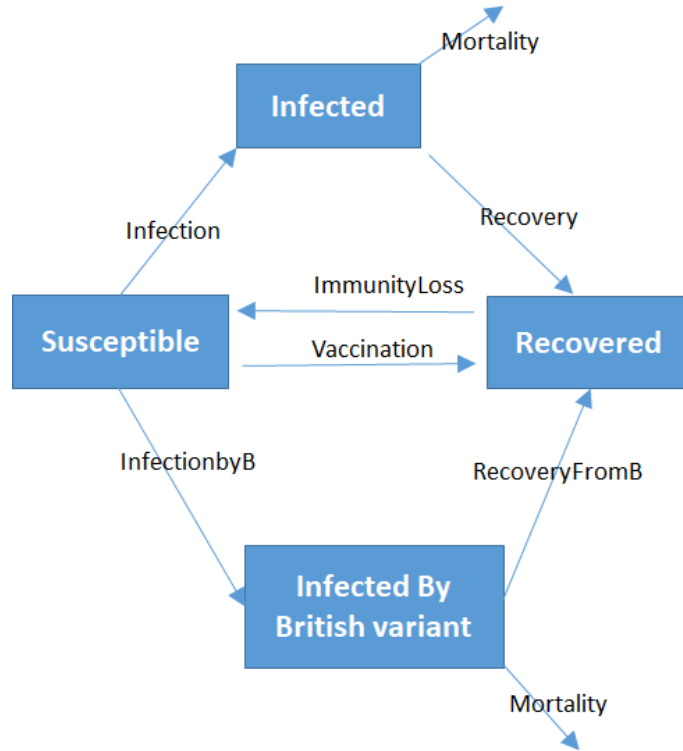 Mortality
Infected
Infection
Recovery
ImmunityLoss
Susceptible
Vaccination
Recovered
InfectionbyB
RecoveryFromB
Infected By
British variant
Mortality